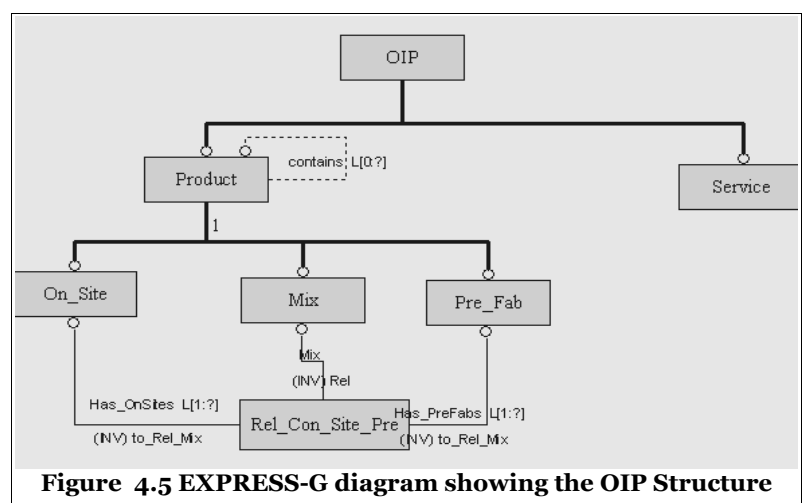 OIP
contains L[0:?]
Product
Service
1
On_Site
Mix
Pre_Fab
Mix
(INV) Rel
Has_OnSites L[1:?]
Has_PreFabs L[1:?]
Rel_Con_Site_Pre
(INV) to_Rel_Mix
(INV) to_Rel_Mix
Figure 4.5 EXPRESS-G diagram showing the OIP Structure